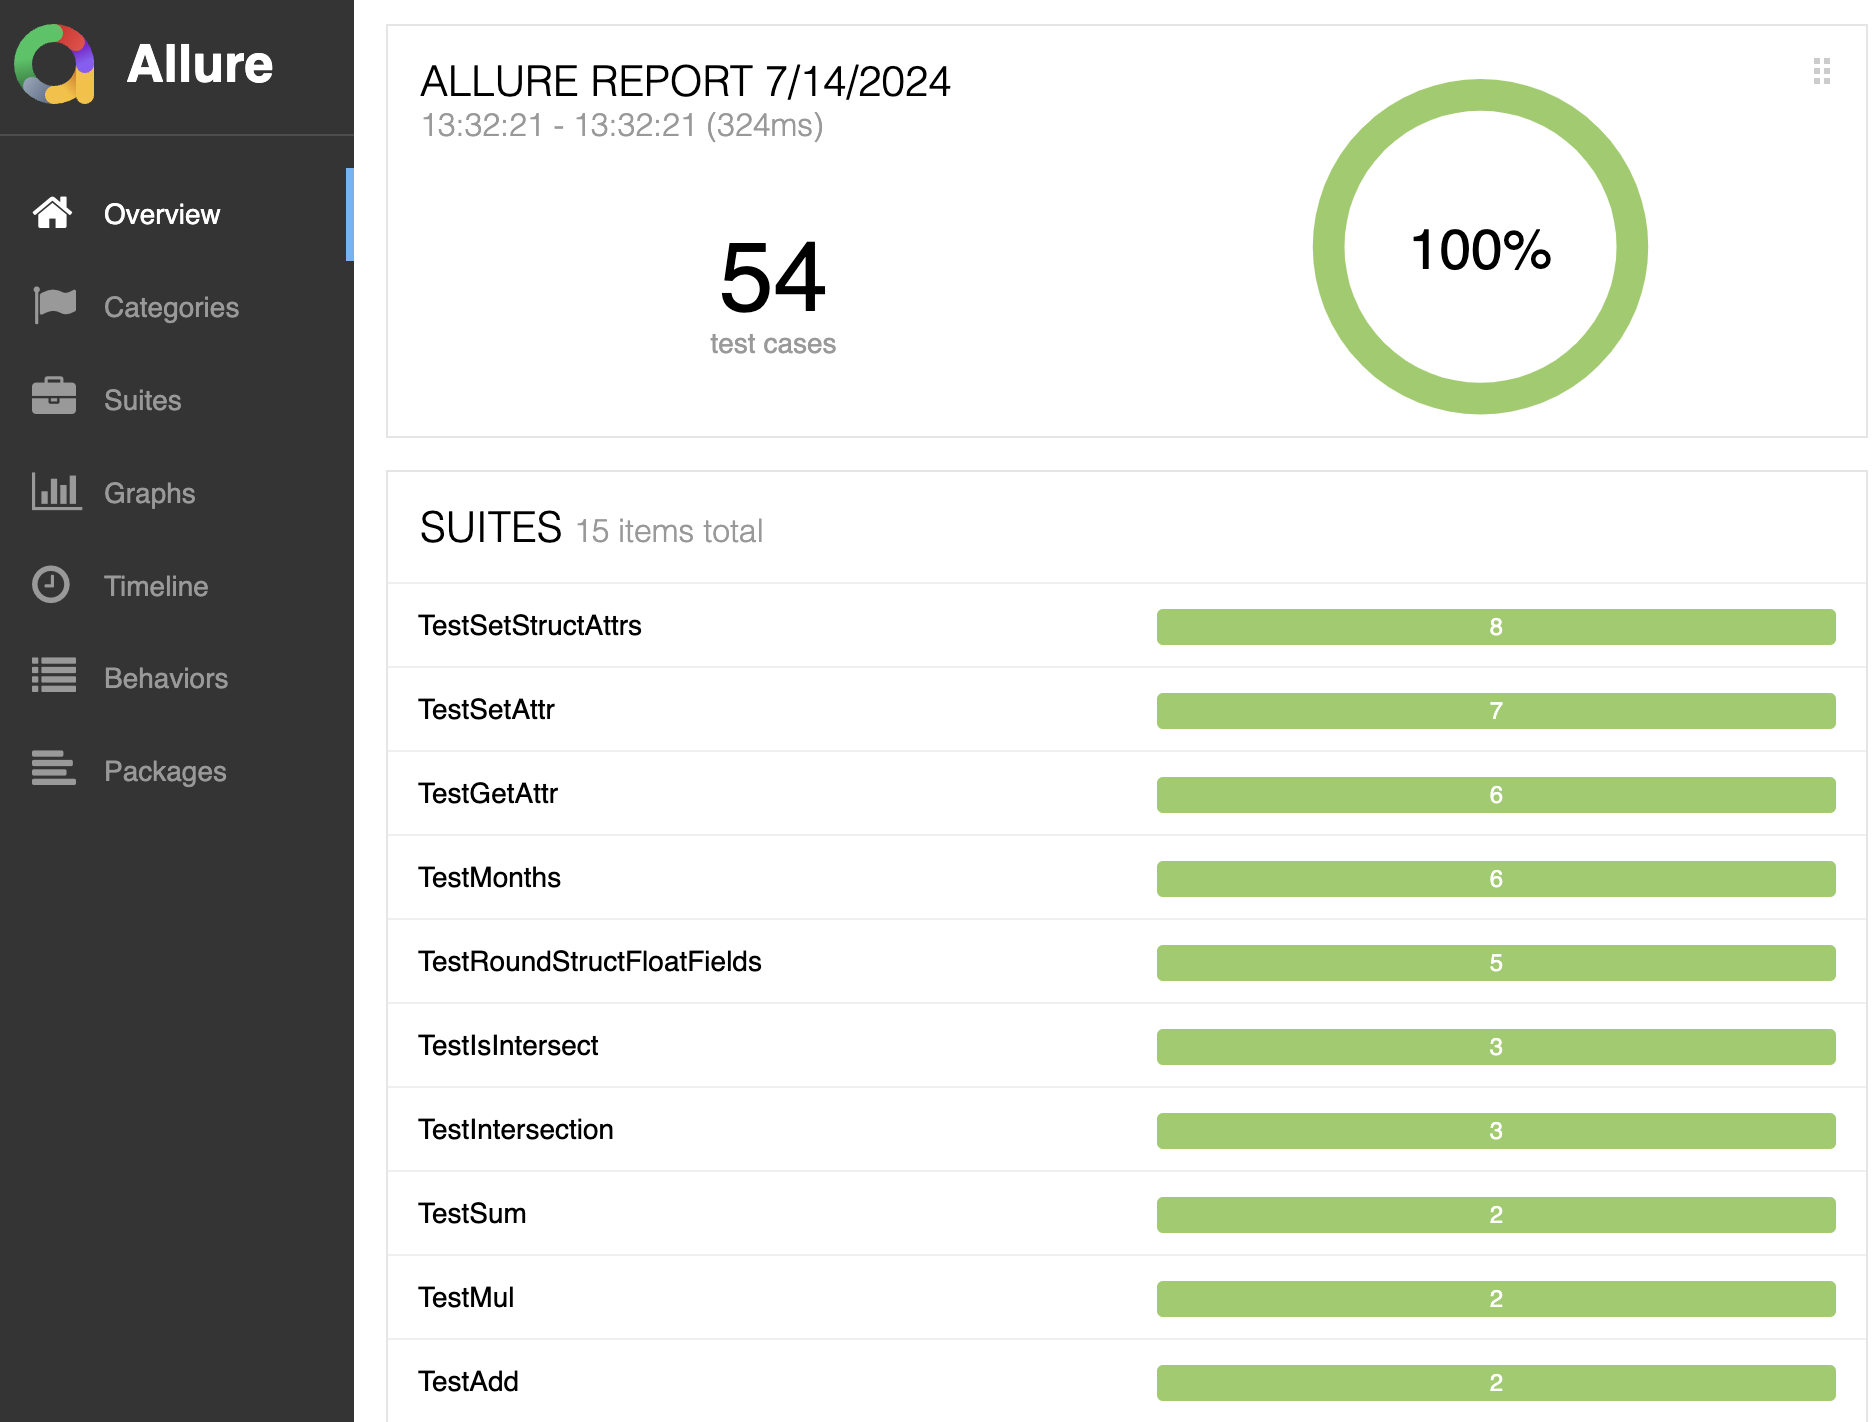 Allure
Overview
Categories
Suites
Graphs
Timeline
Behaviors
Packages
ALLURE REPORT 7/14/2024
13:32:21 - 13:32:21 (324ms)
54
test cases
100%
SUITES 15 items total
TestSetStructAttrs 8
TestSetAttr 7
TestGetAttr 6
TestMonths 6
TestRoundStructFloatFields 5
TestIsIntersect 3
TestIntersection 3
TestSum 2
TestMul 2
TestAdd 2